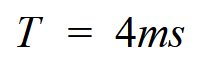 T = 4ms